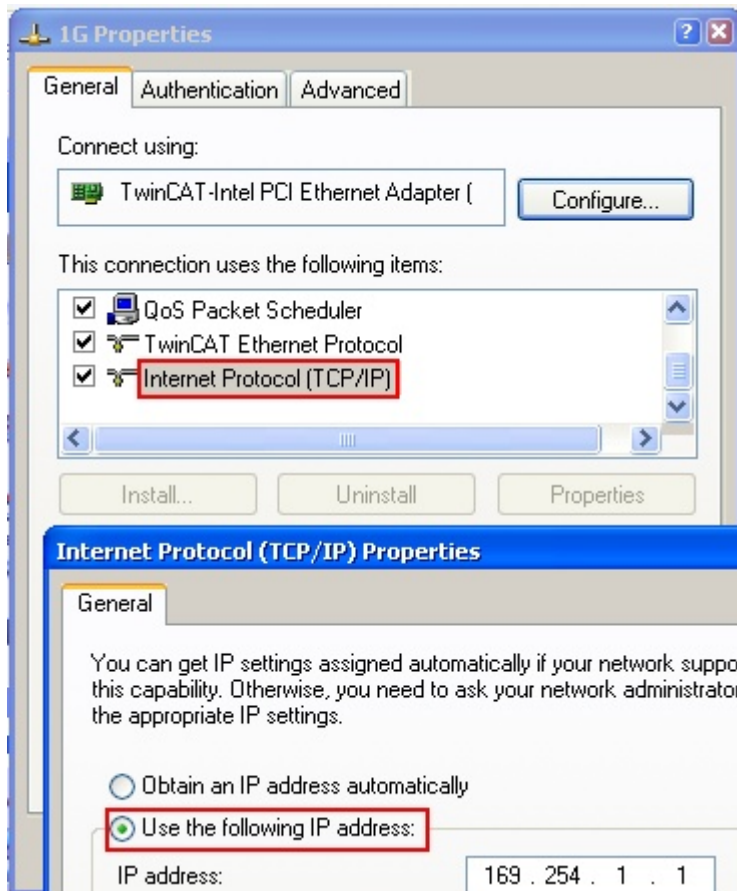 1G Properties
General Authentication Advanced
Connect using:
TwinCAT-Intel PCI Ethernet Adapter (
Configure...
This connection uses the following items:
QoS Packet Scheduler
TwinCAT Ethernet Protocol
Internet Protocol (TCP/IP)
Install... Uninstall Properties
Internet Protocol (TCP/IP) Properties
General
You can get IP settings assigned automatically if your network suppo
this capability. Otherwise, you need to ask your network administrator
the appropriate IP settings.
Obtain an IP address automatically
Use the following IP address:
IP address: 169 . 254 . 1 . 1